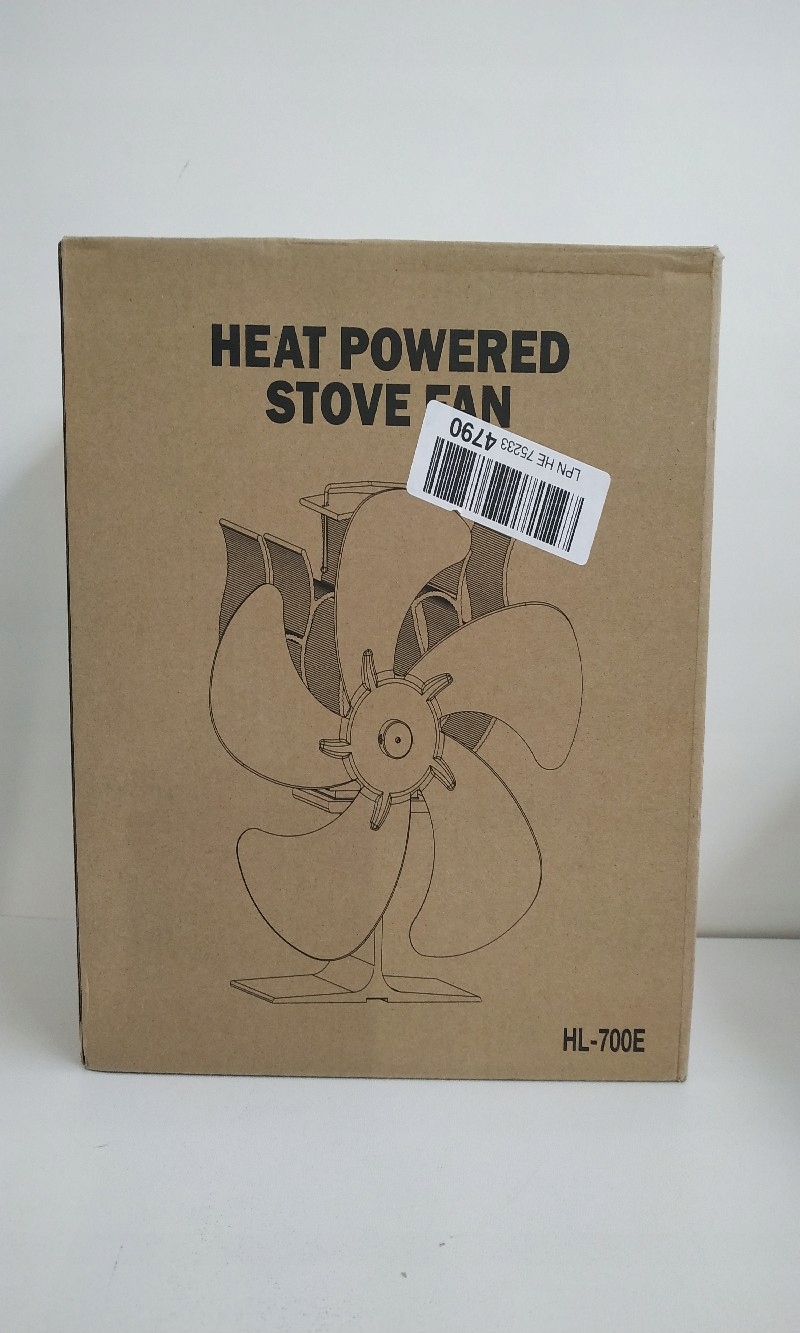 HEAT POWERED
STOVE FAN
LPN HE 75233 4790
HL-700E